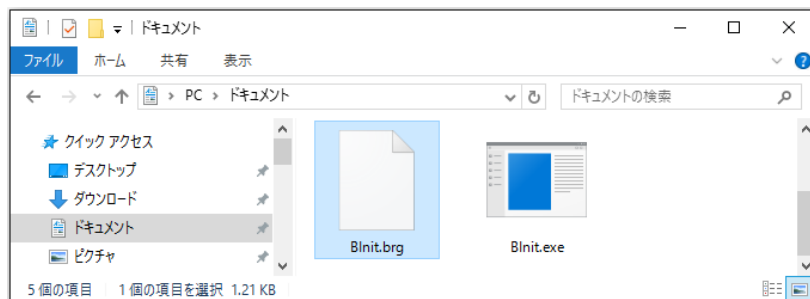 ドキュメント
ファイル ホーム 共有 表示
PC ドキュメント ドキュメントの検索
クイック アクセス
デスクトップ
ダウンロード
ドキュメント
ピクチャ
BInit.brg BInit.exe
5 個の項目 1 個の項目を選択 1.21 KB